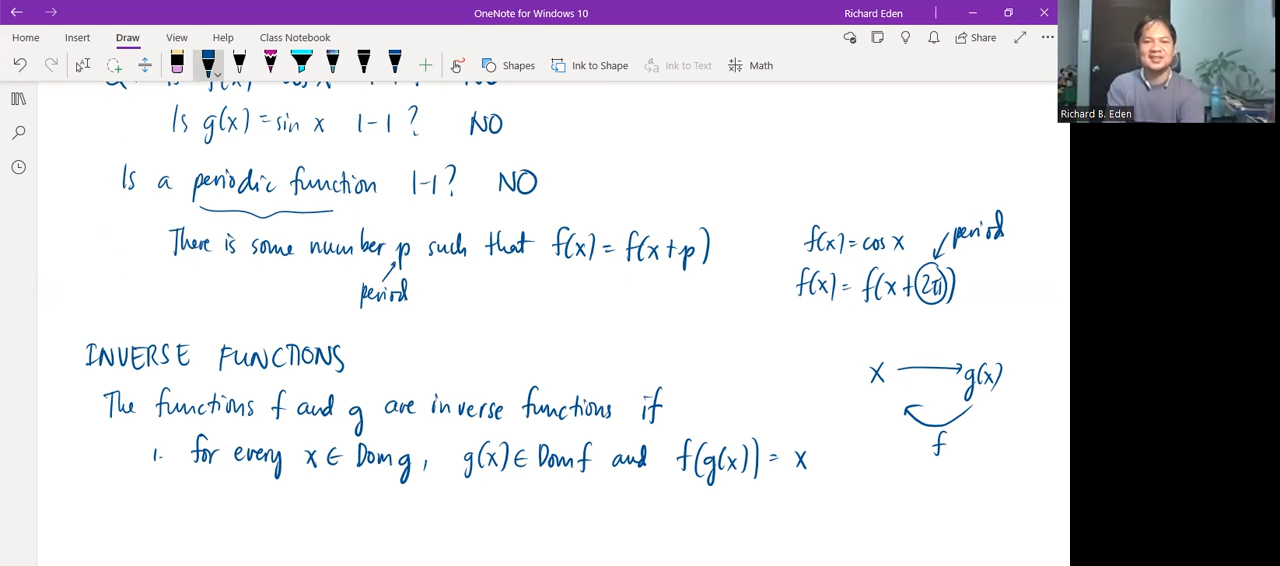 OneNote for Windows 10
Richard Eden
Home Insert Draw View Help Class Notebook
Share
Shapes Ink to Shape Ink to Text Math
Richard B. Eden
Is g(x) = sin x 1-1? NO
Is a periodic function 1-1? NO
There is some number p such that f(x) = f(x+p)
period
f(x) = cos x
period
f(x) = f(x+2π)
INVERSE FUNCTIONS
The functions f and g are inverse functions if
1. for every x ∈ Dom g, g(x) ∈ Dom f and f(g(x)) = x
x g(x)
f